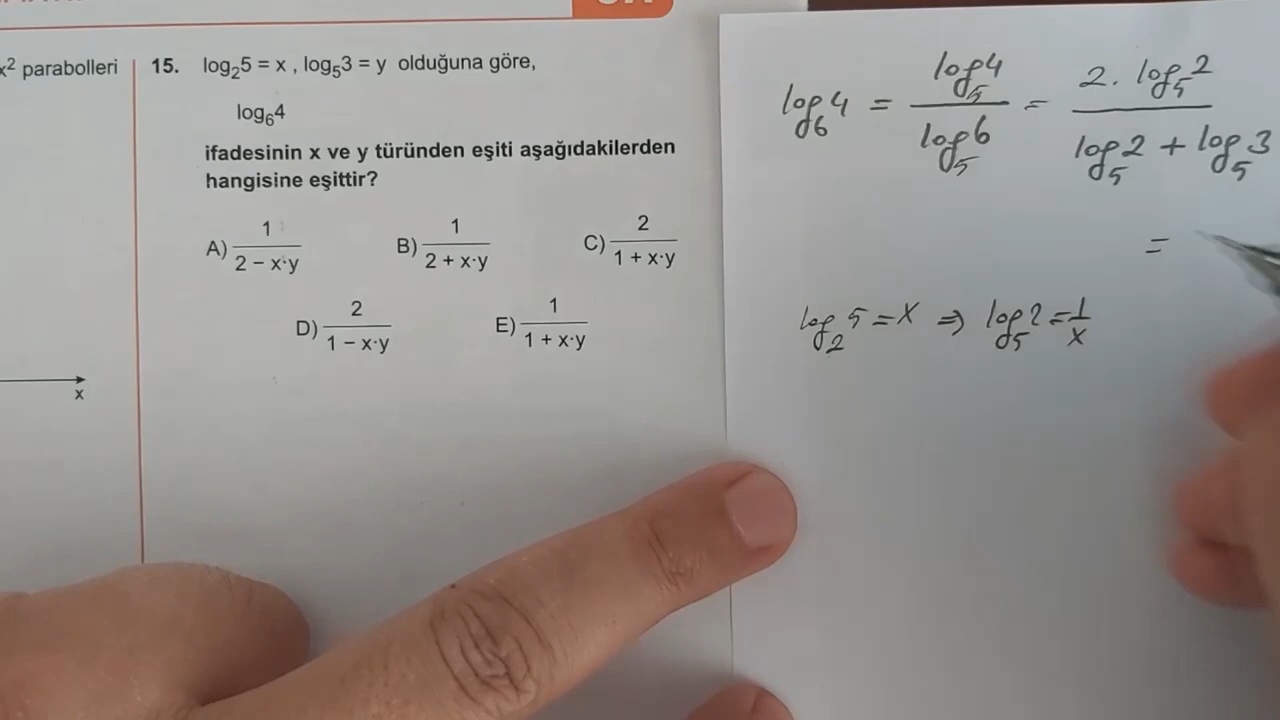 x² parabolleri
x
15. log₂5 = x , log₅3 = y olduğuna göre,
log₆4
ifadesinin x ve y türünden eşiti aşağıdakilerden
hangisine eşittir?
A) 1/(2 − x·y) B) 1/(2 + x·y) C) 2/(1 + x·y)
D) 2/(1 − x·y) E) 1/(1 + x·y)
log₆4 = log₅4/log₅6 = 2. log₅2/(log₅2 + log₅3)
=
log₂5 = x ⇒ log₅2 = 1/x